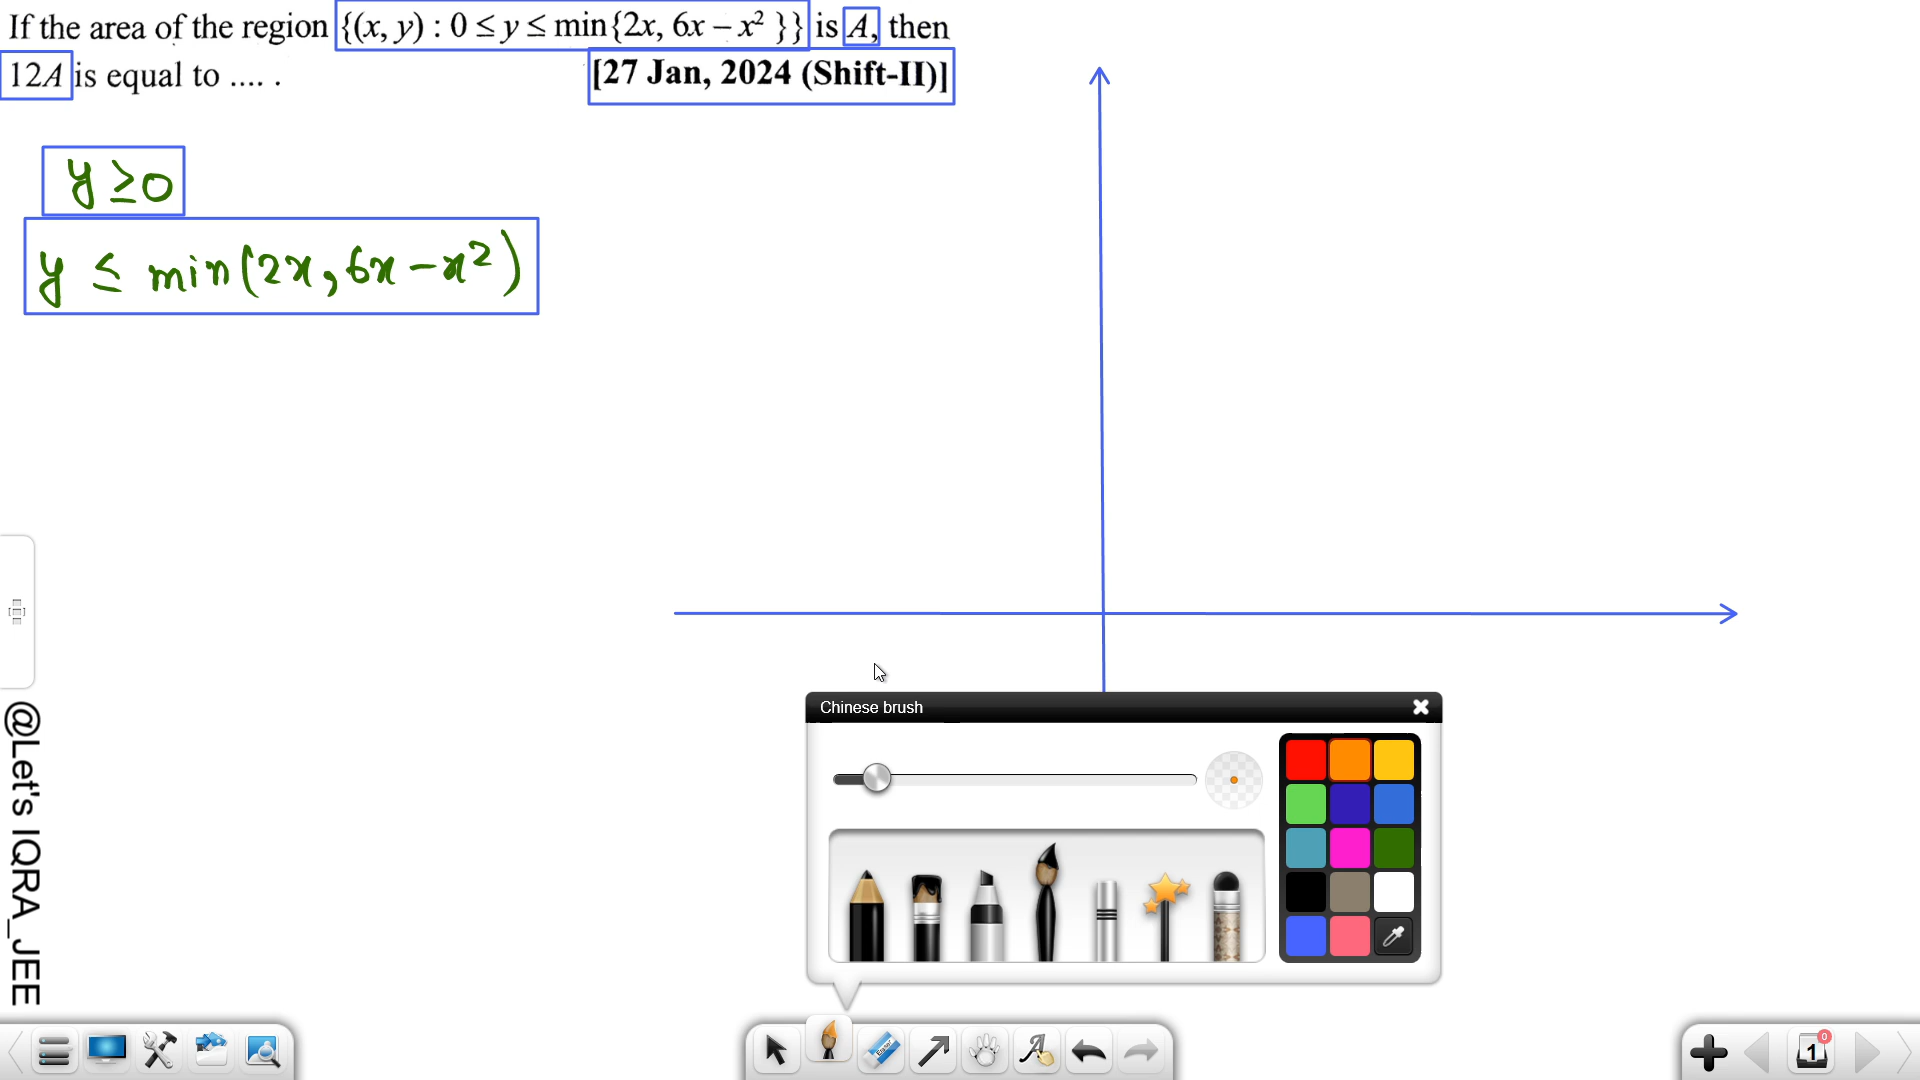 If the area of the region {(x, y) : 0 ≤ y ≤ min{2x, 6x – x² }} is A, then
12A is equal to .... .
[27 Jan, 2024 (Shift-II)]
y ≥ 0
y ≤ min(2x, 6x – x²)
@Let's IQRA_JEE
Chinese brush
Eraser
A
1
0